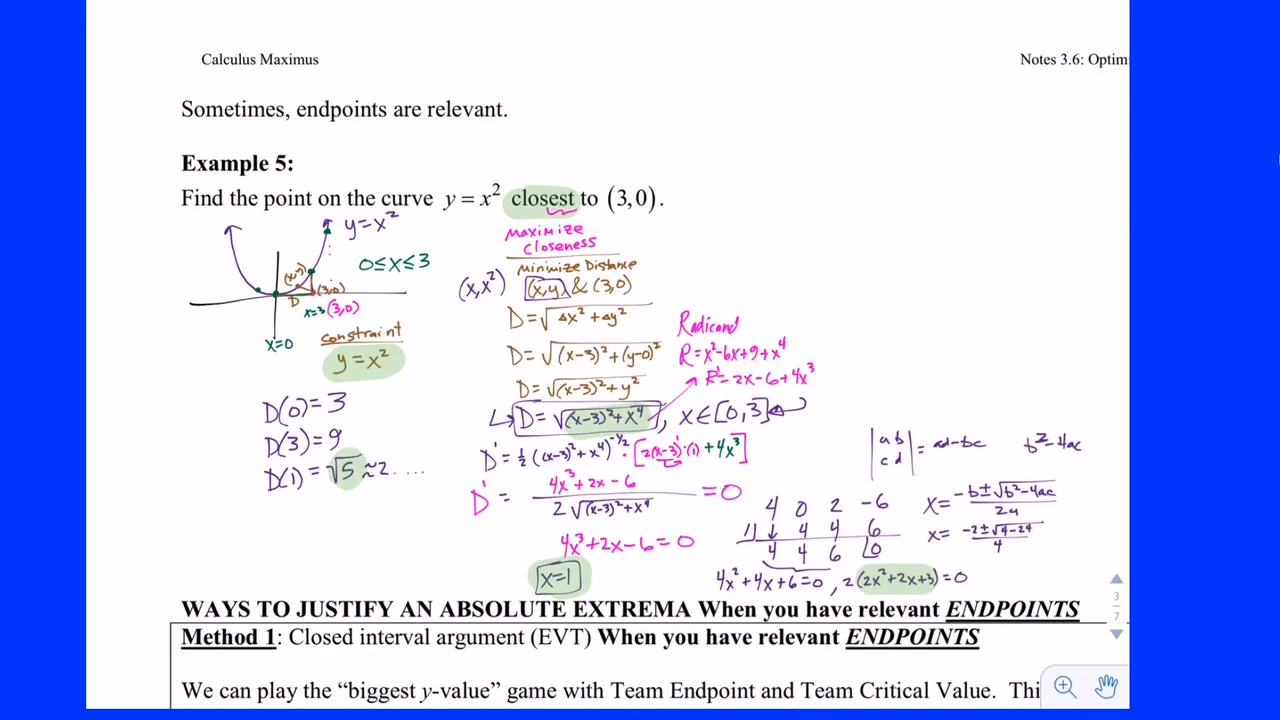 Calculus Maximus
Notes 3.6: Optim
Sometimes, endpoints are relevant.
Example 5:
Find the point on the curve y = x² closest to (3,0).
y=x²
0≤x≤3
(3,0)
D
x=3 (3,0)
x=0
constraint
y=x²
D(0)=3
D(3)=9
D(1)=√5≈2. ....
Maximize
closeness
Minimize Distance
(x,x²) (x,y) & (3,0)
D=√Δx²+Δy²
D=√(x-3)²+(y-0)²
D=√(x-3)²+y²
D=√(x-3)²+x⁴, x∈[0,3]
Radicand
R=x²-6x+9+x⁴
R'=2x-6+4x³
D'=½((x-3)²+x⁴)^-1/2·[2(x-3)'·(1)+4x³]
D'= 4x³+2x-6 / 2√(x-3)²+x⁴ =0
4x³+2x-6=0
x=1
4 0 2 -6
1| ↓ 4 4 6
4 4 6 |0
4x²+4x+6=0, 2(2x²+2x+3)=0
|a b|
|c d| = ad-bc
b²-4ac
x= -b±√b²-4ac / 2a
x= -2±√4-24 / 4
WAYS TO JUSTIFY AN ABSOLUTE EXTREMA When you have relevant ENDPOINTS
Method 1: Closed interval argument (EVT) When you have relevant ENDPOINTS
We can play the “biggest y-value” game with Team Endpoint and Team Critical Value. Thi
3
7